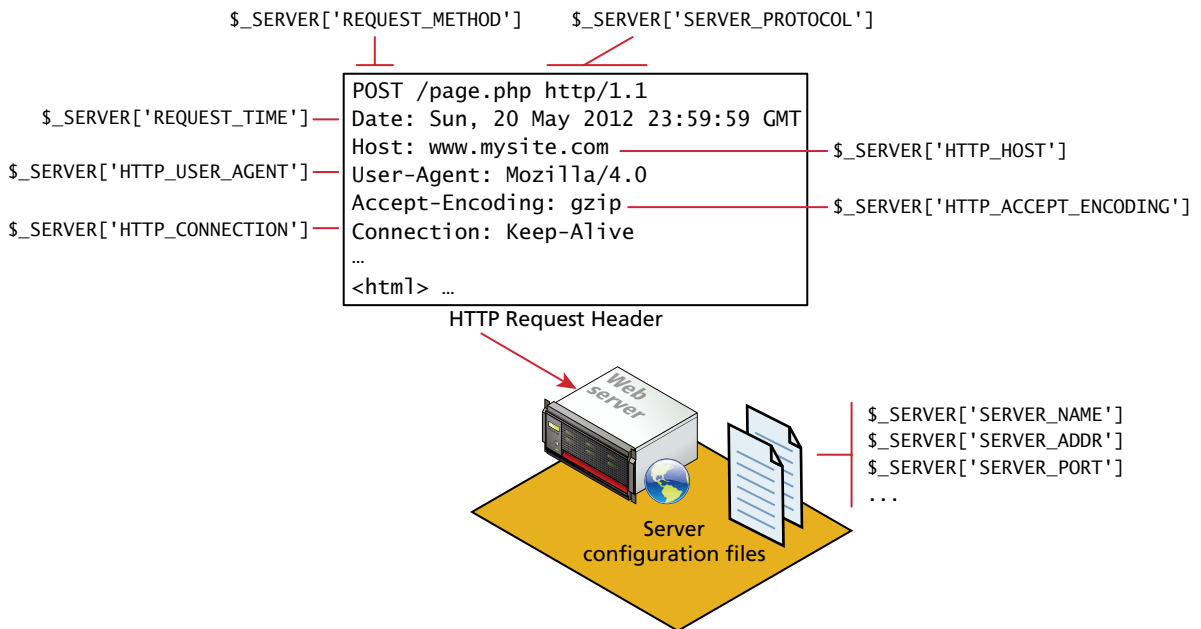 $_SERVER['REQUEST_METHOD'] $_SERVER['SERVER_PROTOCOL']
POST /page.php http/1.1
$_SERVER['REQUEST_TIME']
Date: Sun, 20 May 2012 23:59:59 GMT
Host: www.mysite.com
$_SERVER['HTTP_HOST']
$_SERVER['HTTP_USER_AGENT']
User-Agent: Mozilla/4.0
Accept-Encoding: gzip
$_SERVER['HTTP_ACCEPT_ENCODING']
$_SERVER['HTTP_CONNECTION']
Connection: Keep-Alive
…
<html> …
HTTP Request Header
Web
server
$_SERVER['SERVER_NAME']
$_SERVER['SERVER_ADDR']
$_SERVER['SERVER_PORT']
...
Server
configuration files